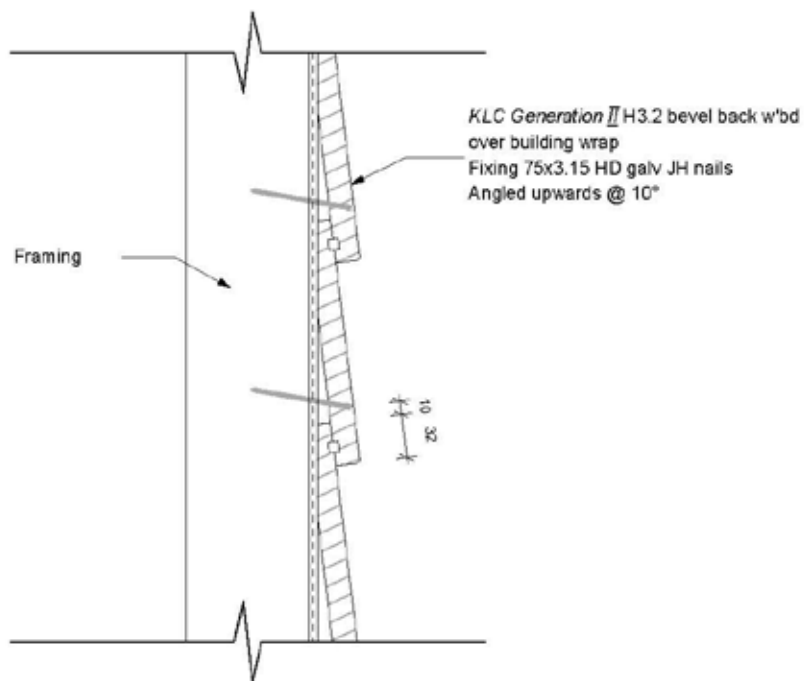 KLC Generation II H3.2 bevel back w'bd
over building wrap
Fixing 75x3.15 HD galv JH nails
Angled upwards @ 10°
Framing
10
32